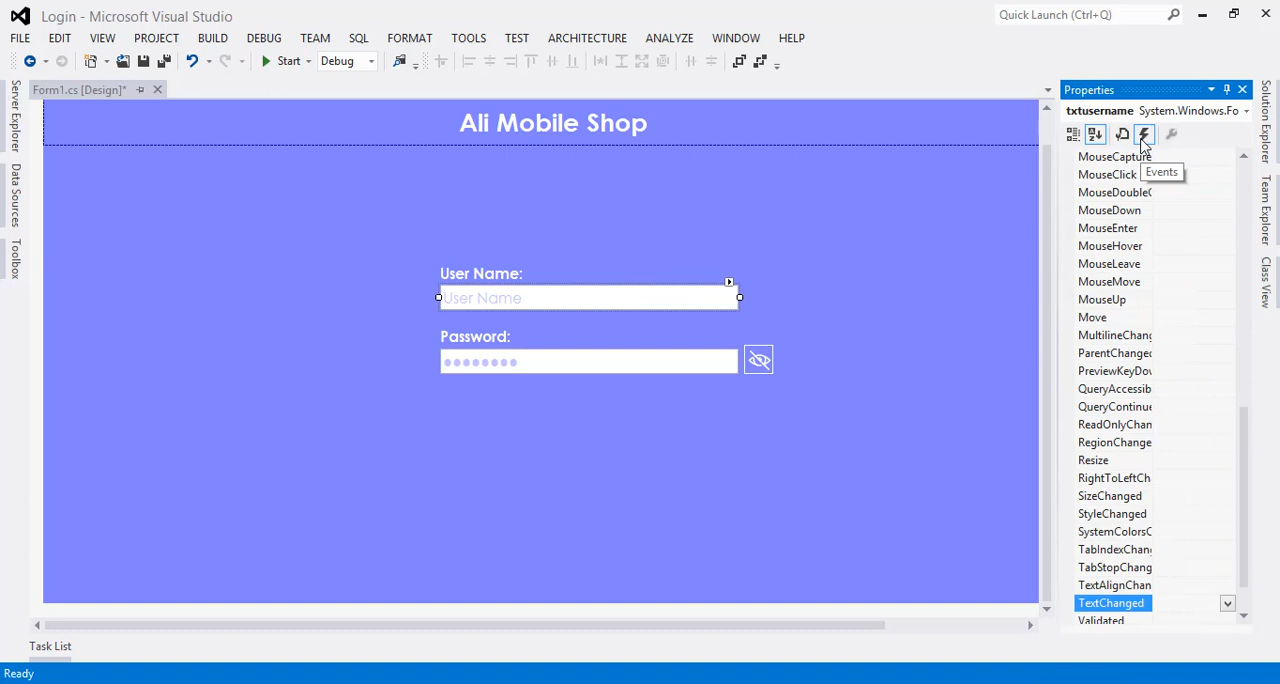 Login - Microsoft Visual Studio
Quick Launch (Ctrl+Q)
FILE EDIT VIEW PROJECT BUILD DEBUG TEAM SQL FORMAT TOOLS TEST ARCHITECTURE ANALYZE WINDOW HELP
Start Debug
Form1.cs [Design]*
Properties
txtusername System.Windows.Fo
Server Explorer
Data Sources
Toolbox
Solution Explorer
Team Explorer
Class View
Ali Mobile Shop
User Name:
User Name
Password:
MouseCapture
Events
MouseClick
MouseDoubleC
MouseDown
MouseEnter
MouseHover
MouseLeave
MouseMove
MouseUp
Move
MultilineChang
ParentChanged
PreviewKeyDov
QueryAccessib
QueryContinue
ReadOnlyChan
RegionChange
Resize
RightToLeftCh
SizeChanged
StyleChanged
SystemColorsC
TabIndexChang
TabStopChang
TextAlignChan
TextChanged
Validated
Task List
Ready